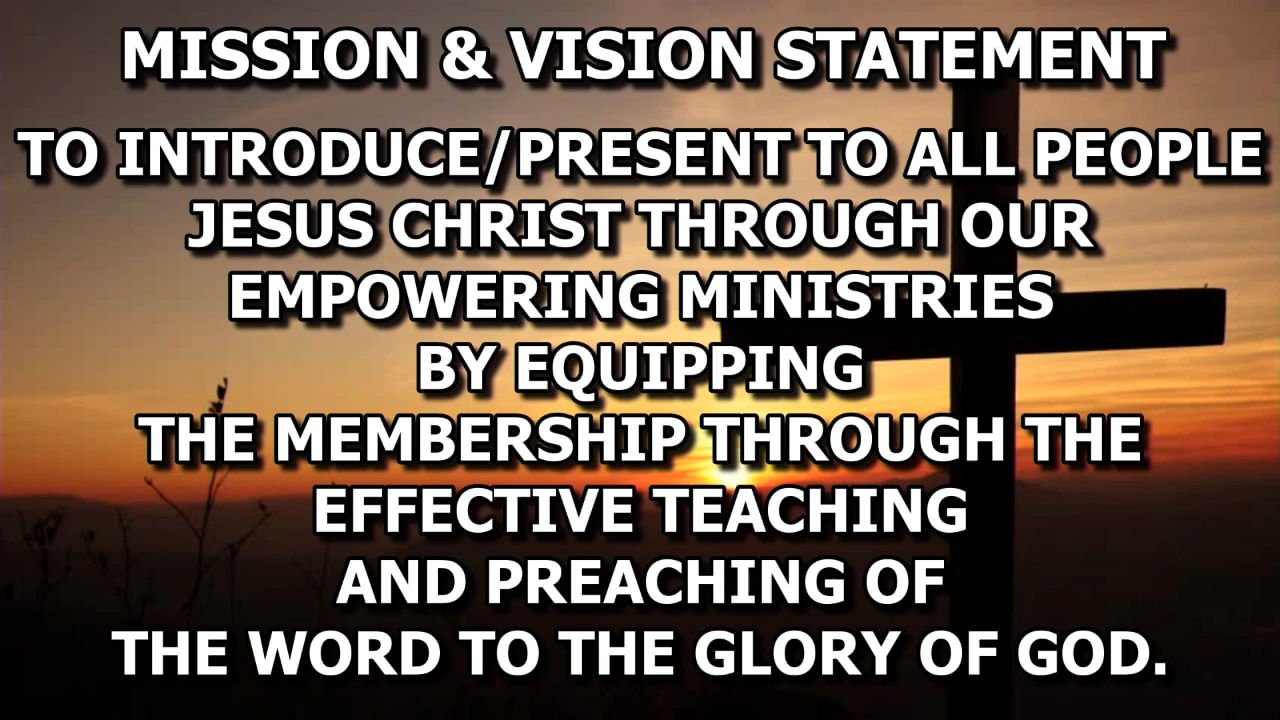 MISSION & VISION STATEMENT
TO INTRODUCE/PRESENT TO ALL PEOPLE
JESUS CHRIST THROUGH OUR
EMPOWERING MINISTRIES
BY EQUIPPING
THE MEMBERSHIP THROUGH THE
EFFECTIVE TEACHING
AND PREACHING OF
THE WORD TO THE GLORY OF GOD.